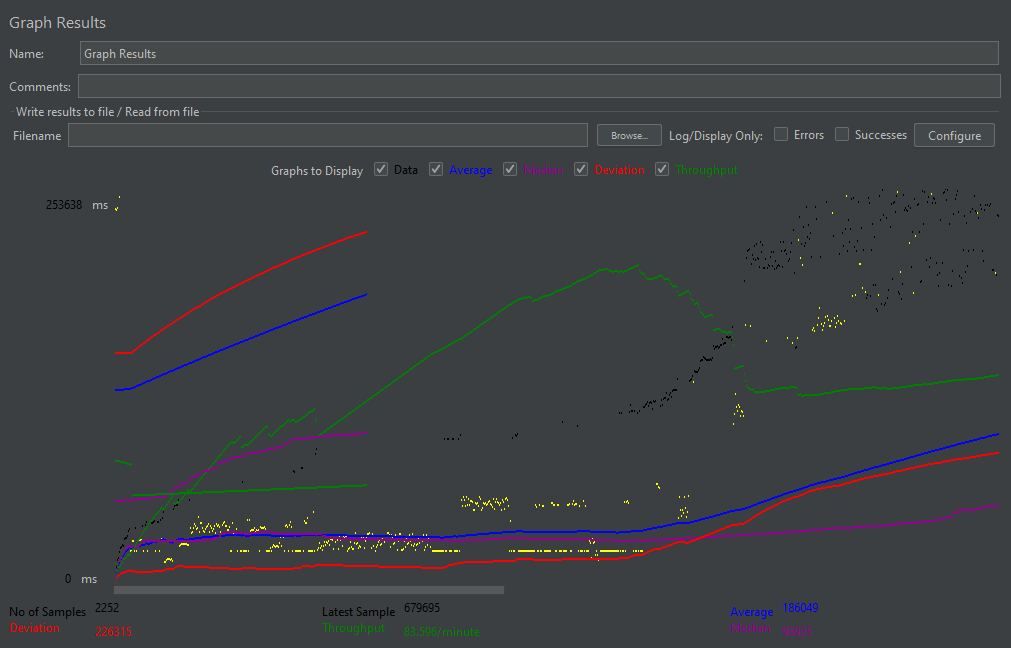 Graph Results
Name: Graph Results
Comments:
Write results to file / Read from file
Filename Browse... Log/Display Only: Errors Successes Configure
Graphs to Display Data Average Median Deviation Throughput
253638 ms
0 ms
No of Samples 2252 Latest Sample 679695 Average 186049
Deviation 226315 Throughput Median